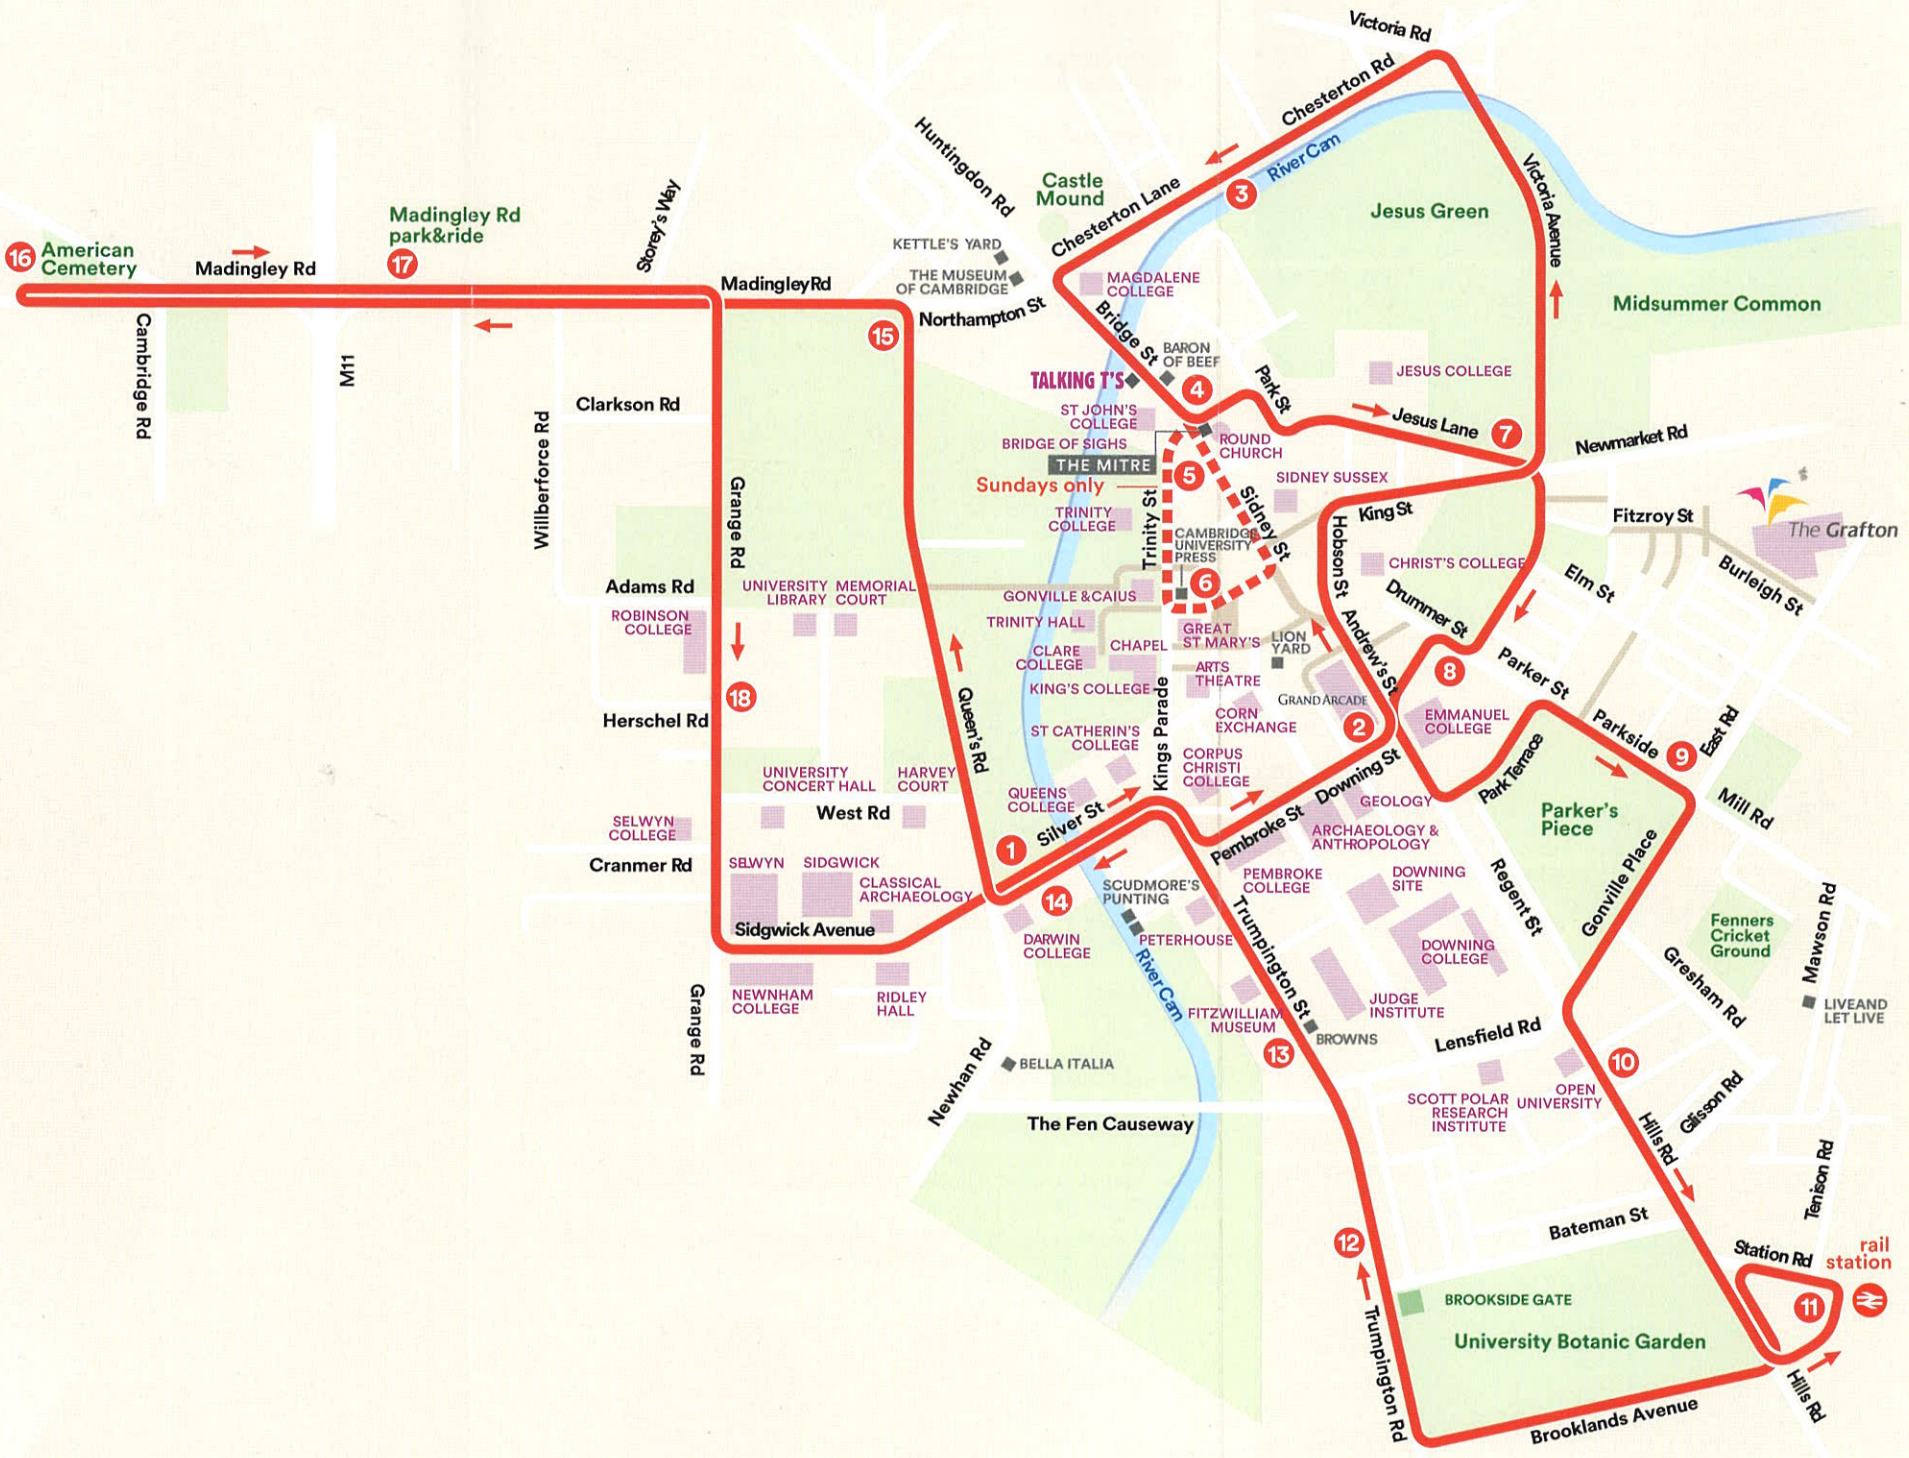 Victoria Rd
Chesterton Rd
River Cam
Huntingdon Rd
Castle
Mound
Chesterton Lane
3
Jesus Green
Victoria Avenue
Storey's Way
Madingley Rd
park&ride
17
16
American
Cemetery
Madingley Rd
MadingleyRd
KETTLE'S YARD
THE MUSEUM
OF CAMBRIDGE
Northampton St
MAGDALENE
COLLEGE
Midsummer Common
Cambridge Rd
M11
15
Bridge St
BARON
OF BEEF
TALKING T'S
4
Park St
JESUS COLLEGE
Clarkson Rd
Willberforce Rd
ST JOHN'S
COLLEGE
BRIDGE OF SIGHS
THE MITRE
Sundays only
ROUND
CHURCH
Jesus Lane
7
Newmarket Rd
5
SIDNEY SUSSEX
Grange Rd
TRINITY
COLLEGE
Trinity St
Sidney St
King St
Hobson St
Fitzroy St
The Grafton
CAMBRIDGE
UNIVERSITY
PRESS
6
CHRIST'S COLLEGE
Drummer St
Elm St
Burleigh St
Adams Rd
UNIVERSITY
LIBRARY
MEMORIAL
COURT
ROBINSON
COLLEGE
GONVILLE &CAIUS
TRINITY HALL
CLARE
COLLEGE
CHAPEL
KING'S COLLEGE
GREAT
ST MARY'S
LION
YARD
ARTS
THEATRE
GRAND ARCADE
Andrew's St
8
Parker St
18
Herschel Rd
Queen's Rd
Kings Parade
ST CATHERIN'S
COLLEGE
CORN
EXCHANGE
2
EMMANUEL
COLLEGE
Parkside
9
East Rd
UNIVERSITY
CONCERT HALL
HARVEY
COURT
West Rd
QUEENS
COLLEGE
CORPUS
CHRISTI
COLLEGE
Downing St
GEOLOGY
Park Terrace
Parker's
Piece
Mill Rd
SELWYN
COLLEGE
Cranmer Rd
1
Silver St
Pembroke St
ARCHAEOLOGY &
ANTHROPOLOGY
SELWYN
SIDGWICK
CLASSICAL
ARCHAEOLOGY
Sidgwick Avenue
14
SCUDMORE'S
PUNTING
PEMBROKE
COLLEGE
DOWNING
SITE
Regent St
Gonville Place
Fenners
Cricket
Ground
Mawson Rd
DARWIN
COLLEGE
PETERHOUSE
Trumpington St
DOWNING
COLLEGE
Gresham Rd
LIVEAND
LET LIVE
Grange Rd
NEWNHAM
COLLEGE
RIDLEY
HALL
River Cam
FITZWILLIAM
MUSEUM
13
BROWNS
JUDGE
INSTITUTE
Lensfield Rd
10
Newhan Rd
BELLA ITALIA
The Fen Causeway
SCOTT POLAR
RESEARCH
INSTITUTE
OPEN
UNIVERSITY
Glisson Rd
Hills Rd
Tenison Rd
12
Bateman St
Station Rd
rail
station
11
BROOKSIDE GATE
University Botanic Garden
Trumpington Rd
Brooklands Avenue
Hills Rd